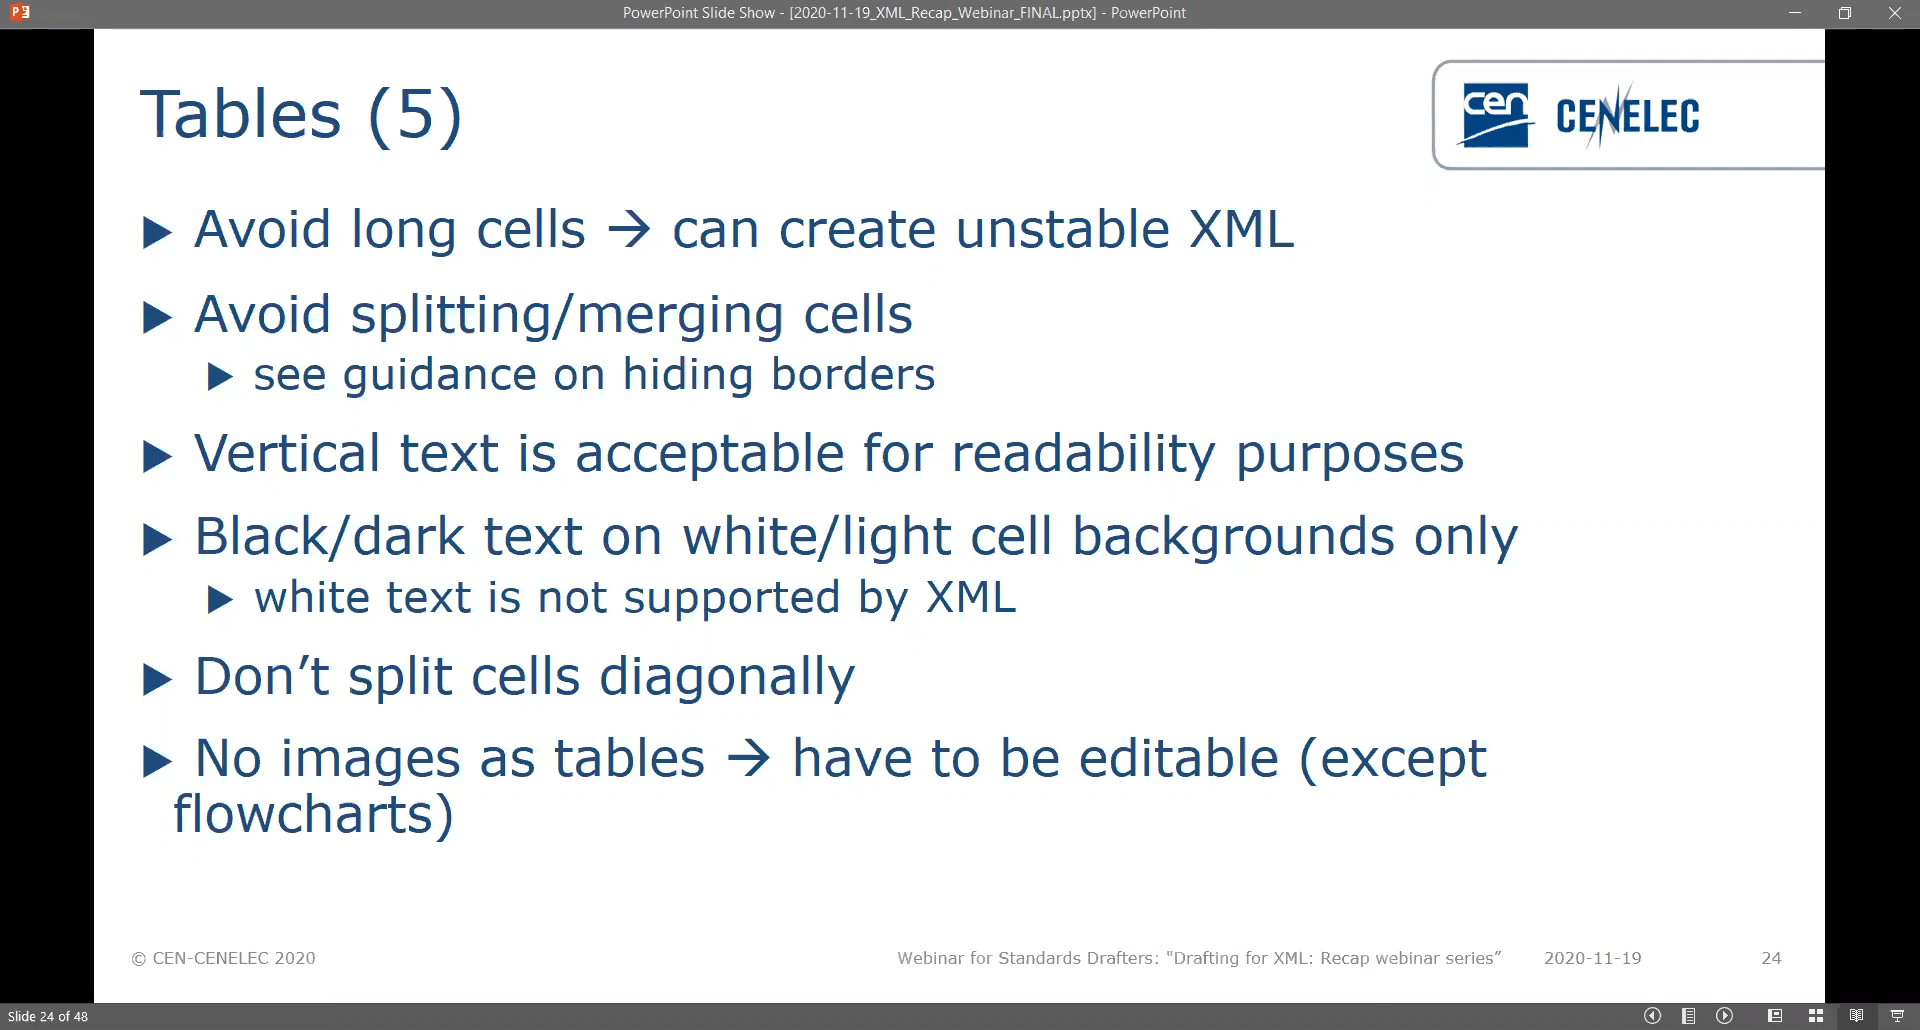 PowerPoint Slide Show - [2020-11-19_XML_Recap_Webinar_FINAL.pptx] - PowerPoint
Tables (5)
cen
CENELEC
▶ Avoid long cells → can create unstable XML
▶ Avoid splitting/merging cells
▶ see guidance on hiding borders
▶ Vertical text is acceptable for readability purposes
▶ Black/dark text on white/light cell backgrounds only
▶ white text is not supported by XML
▶ Don’t split cells diagonally
▶ No images as tables → have to be editable (except
flowcharts)
© CEN-CENELEC 2020
Webinar for Standards Drafters: "Drafting for XML: Recap webinar series”
2020-11-19
24
Slide 24 of 48